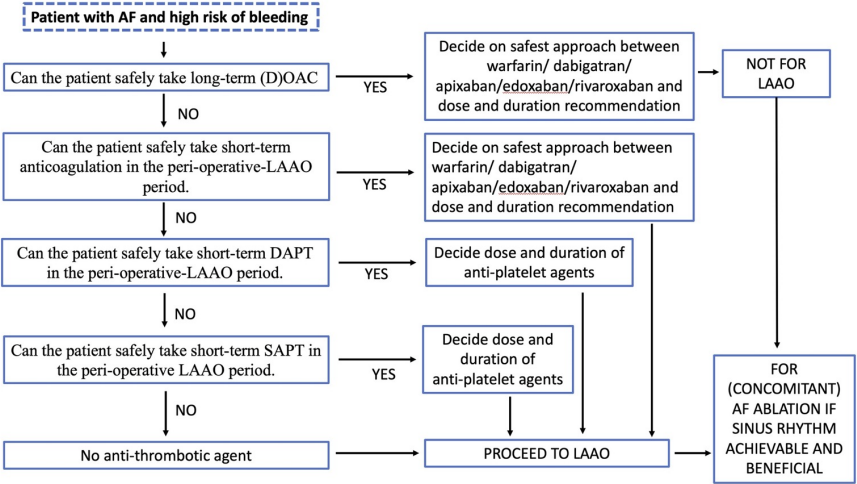 Patient with AF and high risk of bleeding
Can the patient safely take long-term (D)OAC
YES
Decide on safest approach between
warfarin/ dabigatran/
apixaban/edoxaban/rivaroxaban and
dose and duration recommendation
NOT FOR
LAAO
NO
Can the patient safely take short-term
anticoagulation in the peri-operative-LAAO
period.
YES
Decide on safest approach between
warfarin/ dabigatran/
apixaban/edoxaban/rivaroxaban and
dose and duration recommendation
NO
Can the patient safely take short-term DAPT
in the peri-operative-LAAO period.
YES
Decide dose and duration of
anti-platelet agents
NO
Can the patient safely take short-term SAPT in
the peri-operative LAAO period.
YES
Decide dose and
duration of
anti-platelet agents
NO
No anti-thrombotic agent
PROCEED TO LAAO
FOR
(CONCOMITANT)
AF ABLATION IF
SINUS RHYTHM
ACHIEVABLE AND
BENEFICIAL